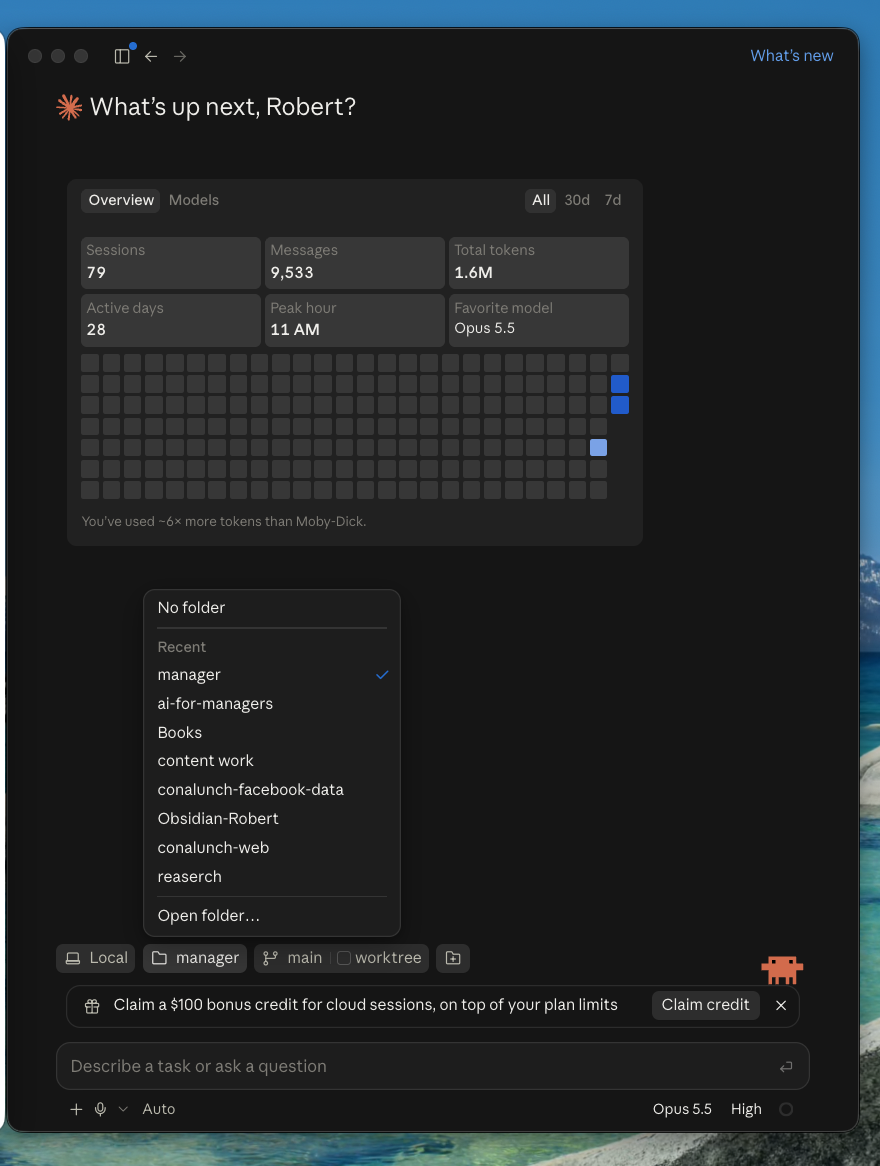 What's new
What's up next, Robert?
Overview Models All 30d 7d
Sessions Messages Total tokens
79 9,533 1.6M
Active days Peak hour Favorite model
28 11 AM Opus 5.5
You've used ~6× more tokens than Moby-Dick.
No folder
Recent
manager
ai-for-managers
Books
content work
conalunch-facebook-data
Obsidian-Robert
conalunch-web
reaserch
Open folder…
Local manager main worktree
Claim a $100 bonus credit for cloud sessions, on top of your plan limits Claim credit
Describe a task or ask a question
Auto Opus 5.5 High